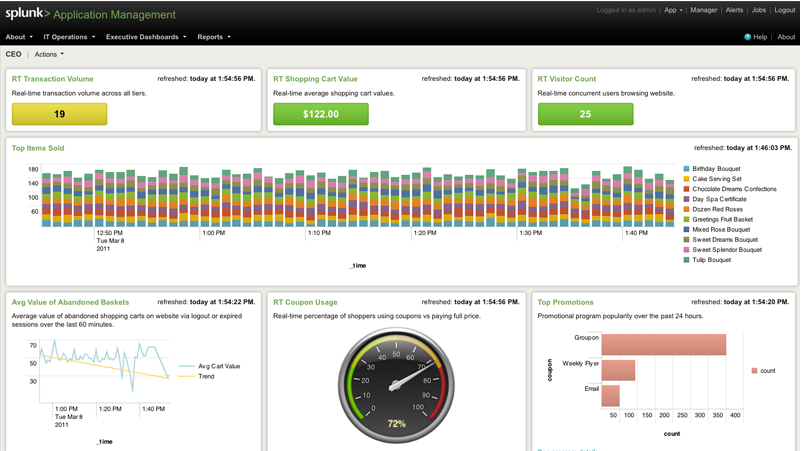 splunk> Application Management
Logged in as admin | App | Manager | Alerts | Jobs | Logout
About IT Operations Executive Dashboards Reports
? Help | About
CEO | Actions
RT Transaction Volume refreshed: today at 1:54:56 PM.
Real-time transaction volume across all tiers.
19
RT Shopping Cart Value refreshed: today at 1:54:56 PM.
Real-time average shopping cart values.
$122.00
RT Visitor Count refreshed: today at 1:54:56 PM.
Real-time concurrent users browsing website.
25
Top Items Sold refreshed: today at 1:46:03 PM.
180
140
100
60
12:50 PM 1:00 PM 1:10 PM 1:20 PM 1:30 PM 1:40 PM
Tue Mar 8
2011
_time
Birthday Bouquet
Cake Serving Set
Chocolate Dreams Confections
Day Spa Certificate
Dozen Red Roses
Greetings Fruit Basket
Mixed Rose Bouquet
Sweet Dreams Bouquet
Sweet Splendor Bouquet
Tulip Bouquet
Avg Value of Abandoned Baskets refreshed: today at 1:54:22 PM.
Average value of abandoned shopping carts on website via logout or expired
sessions over the last 60 minutes.
70
50
30
1:00 PM 1:20 PM 1:40 PM
Tue Mar 8
2011
_time
Avg Cart Value
Trend
RT Coupon Usage refreshed: today at 1:54:56 PM.
Real-time percentage of shoppers using coupons vs paying full price.
0 10 20 30 40 50 60 70 80 90 100
72%
Top Promotions refreshed: today at 1:54:20 PM.
Promotional program popularity over the past 24 hours.
coupon
Groupon
Weekly Flyer
Email
50 100 150 200 250 300 350 400
count
count